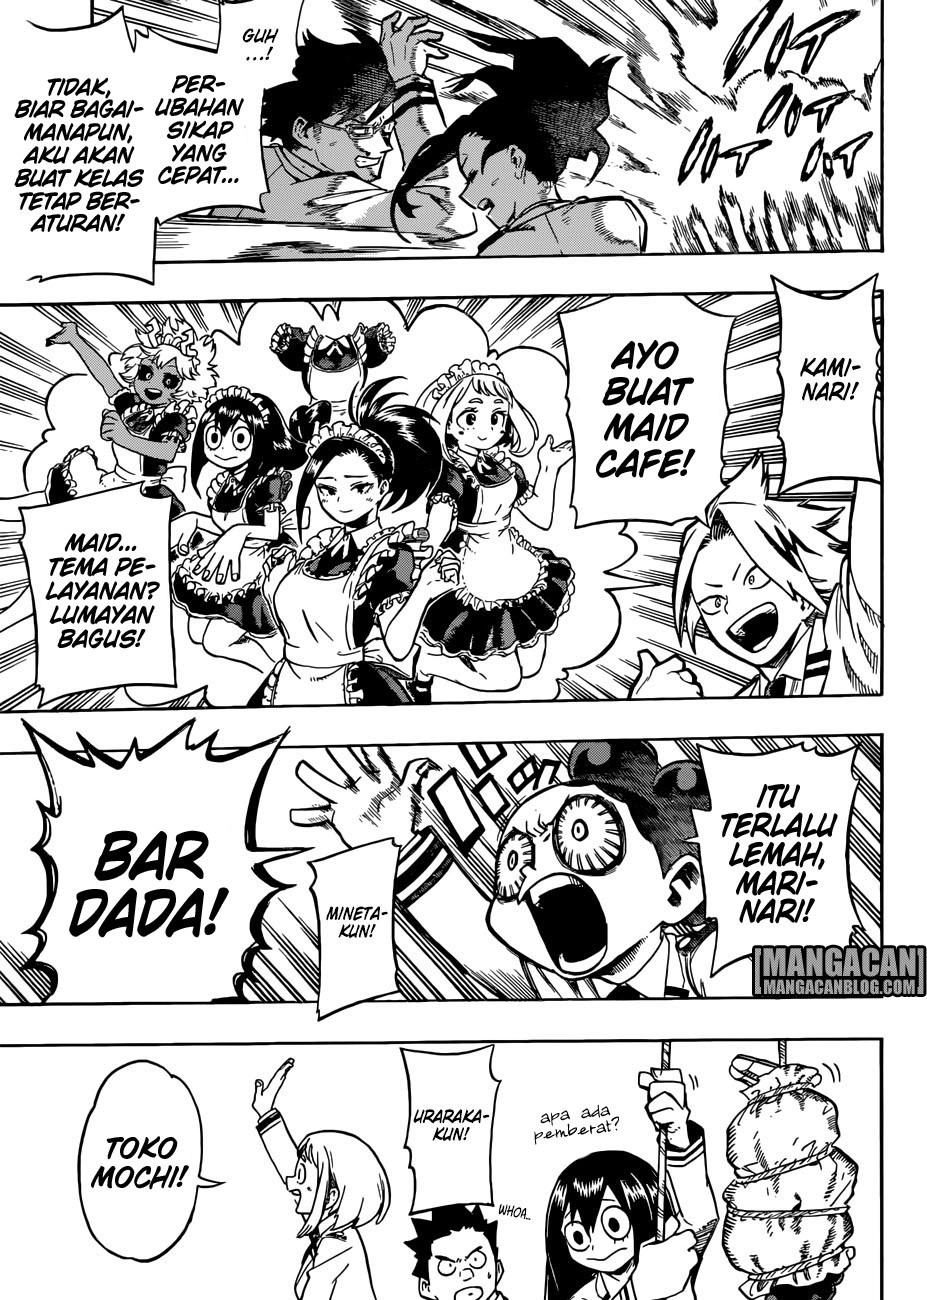 GUH
...!
PER-
UBAHAN
SIKAP
YANG
CEPAT...
TIDAK,
BIAR BAGAI-
MANAPUN,
AKU AKAN
BUAT KELAS
TETAP BER-
ATURAN!
KAMI-
NARI!
AYO
BUAT
MAID
CAFE!
MAID...
TEMA PE-
LAYANAN?
LUMAYAN
BAGUS!
ITU
TERLALU
LEMAH,
MARI-
NARI!
MINETA-
KUN!
BAR
DADA!
[MANGACAN]
MANGACANBLOG.COM
apa ada
pemberat?
URARAKA-
KUN!
WHOA...
TOKO
MOCHI!